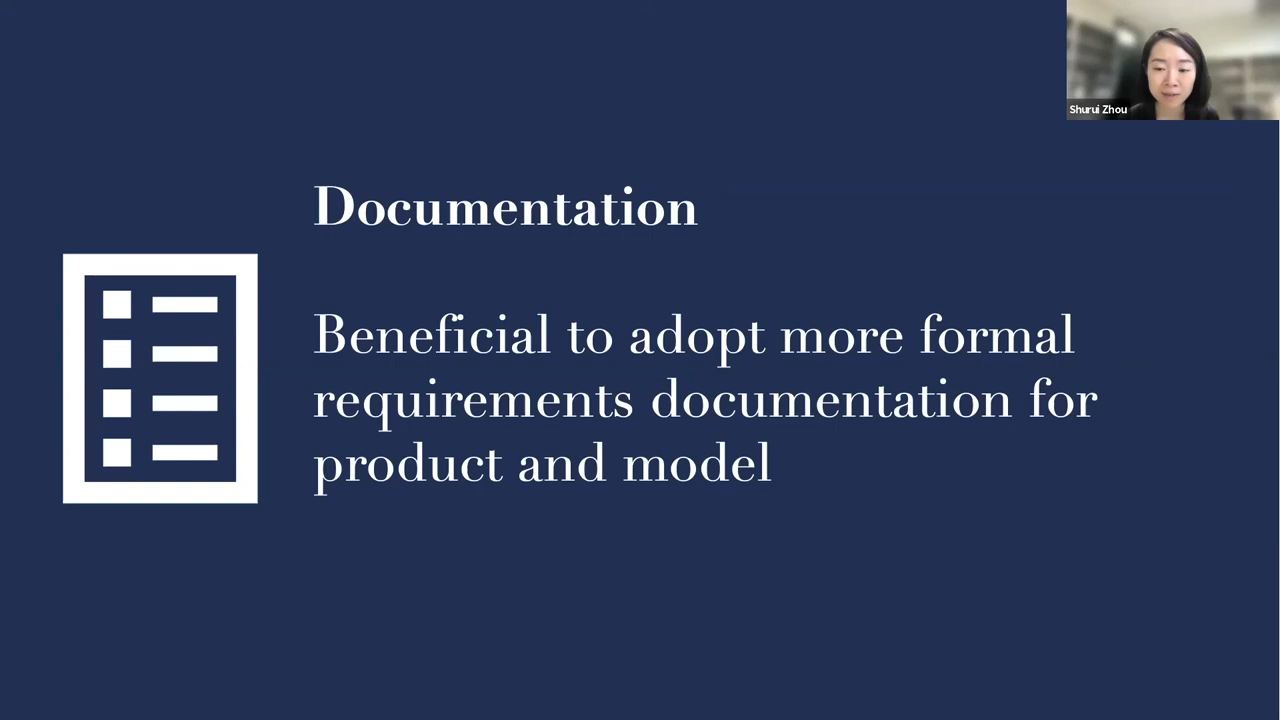 Shurui Zhou
Documentation
Beneficial to adopt more formal
requirements documentation for
product and model